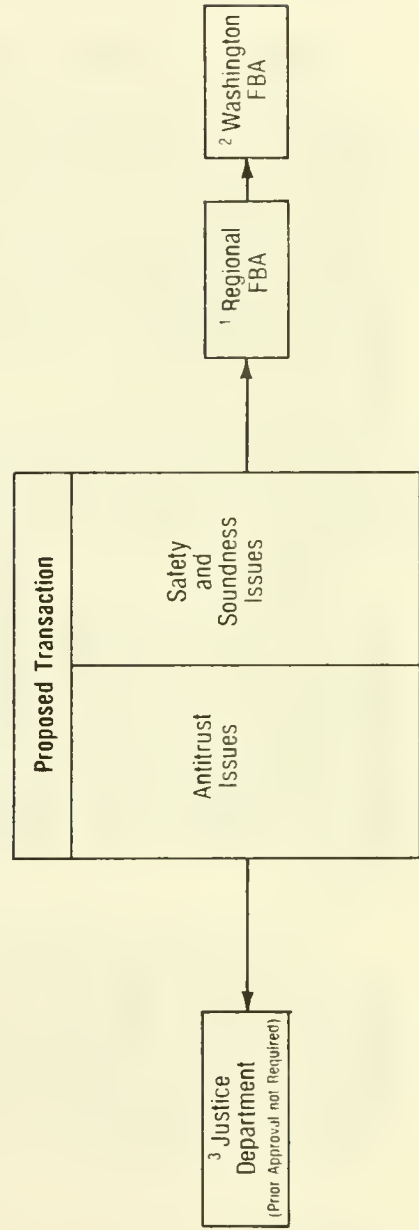 Proposed Transaction
Antitrust
Issues
Safety
and
Soundness
Issues
3 Justice
Department
(Prior Approval not Required)
1 Regional
FBA
2 Washington
FBA